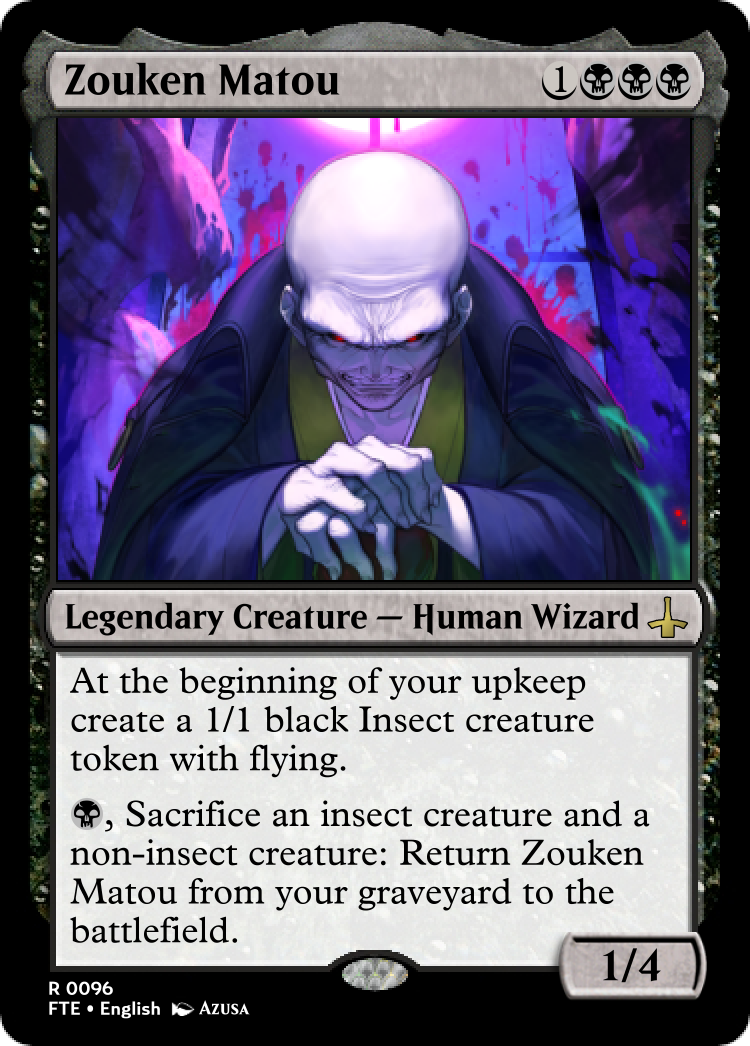 Zouken Matou 1
Legendary Creature — Human Wizard
At the beginning of your upkeep
create a 1/1 black Insect creature
token with flying.
, Sacrifice an insect creature and a
non-insect creature: Return Zouken
Matou from your graveyard to the
battlefield.
1/4
R 0096
FTE • English Azusa